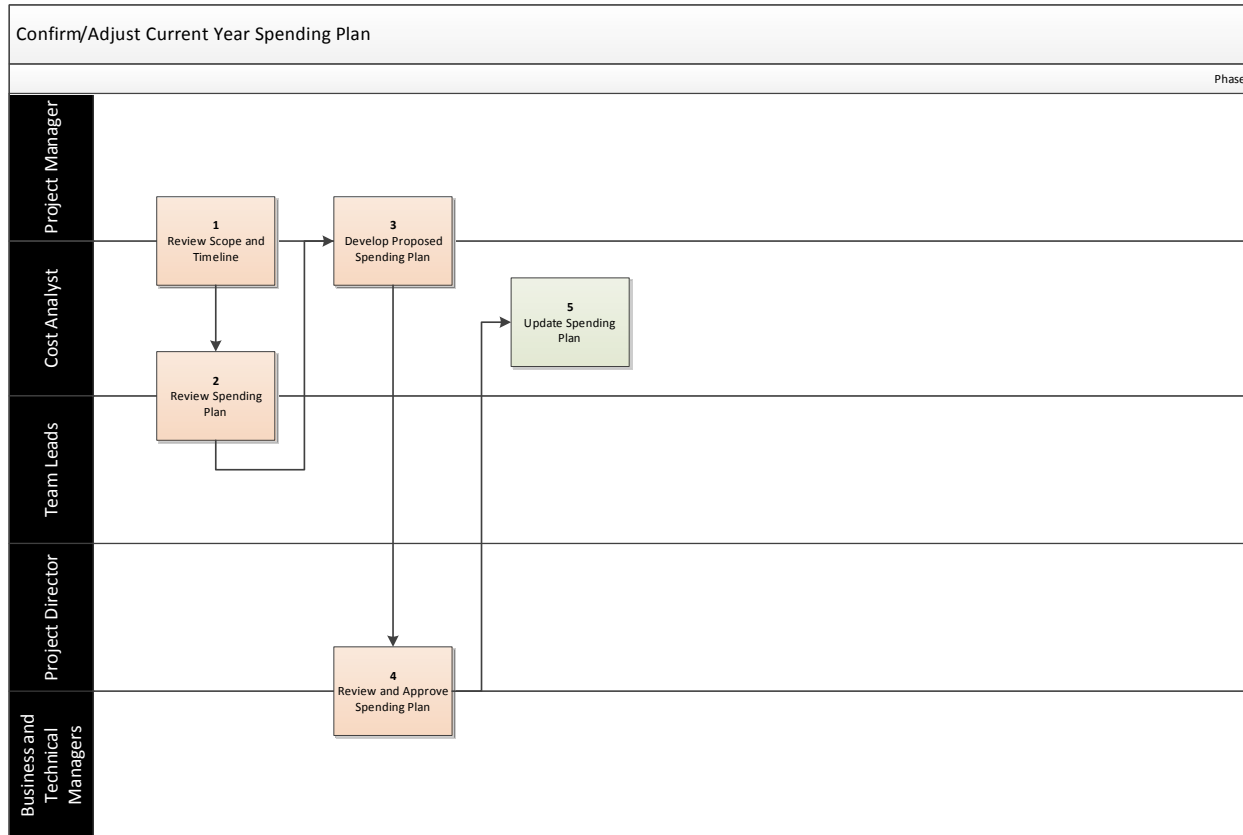 Confirm/Adjust Current Year Spending Plan
Phase
Project Manager
1
Review Scope and
Timeline
3
Develop Proposed
Spending Plan
Cost Analyst
5
Update Spending
Plan
2
Review Spending
Plan
Team Leads
Project Director
4
Review and Approve
Spending Plan
Business and
Technical
Managers